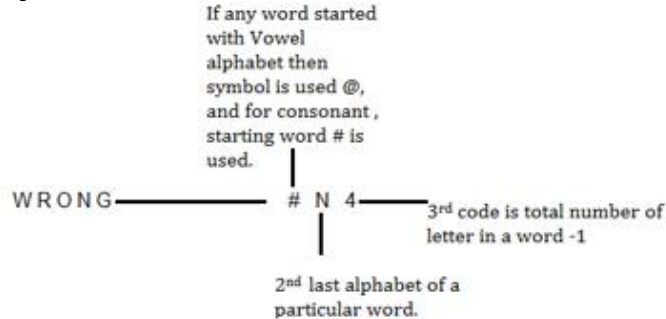 If any word started
with Vowel
alphabet then
symbol is used @,
and for consonant ,
starting word # is
used.
WRONG # N 4
3rd code is total number of
letter in a word -1
2nd last alphabet of a
particular word.